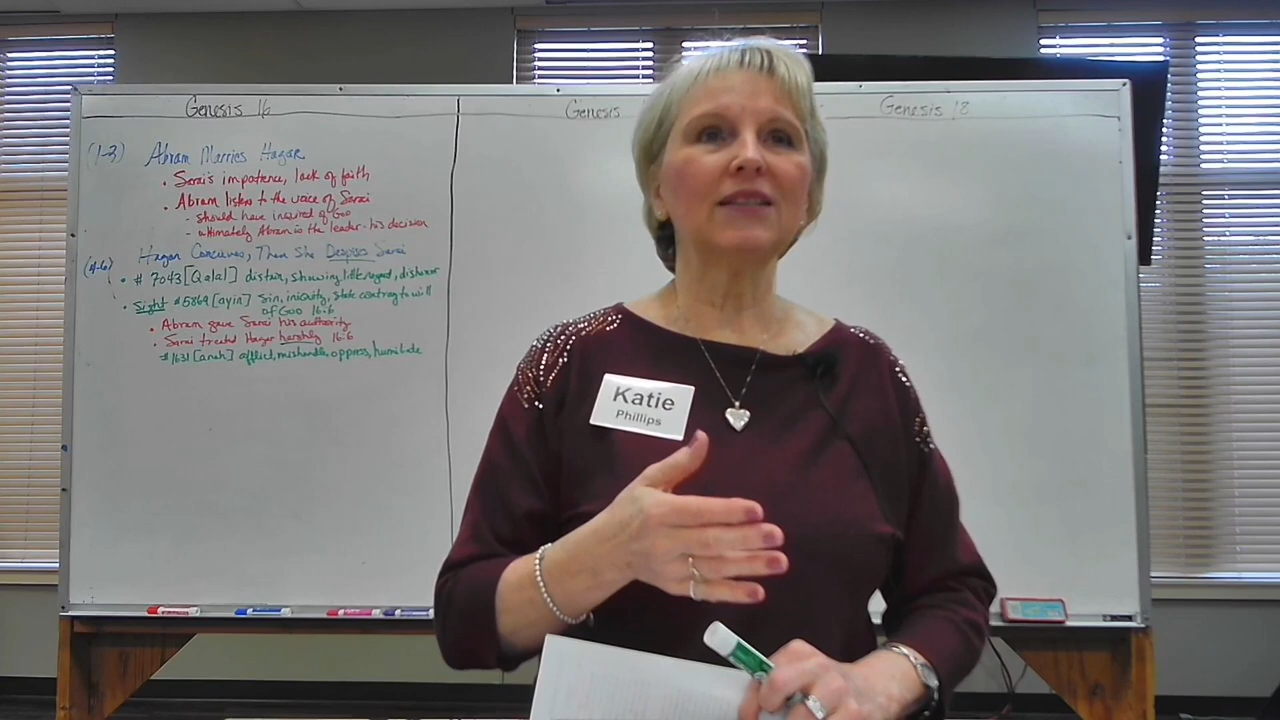 Genesis 16
(1-3) Abram Marries Hagar
• Sarai's impatience, lack of faith
• Abram listens to the voice of Sarai
- should have inquired of God
- ultimately Abram is the leader - his decision
(4-6) Hagar Conceives, Then She Despises Sarai
• # 7043 [Qalal] distain, showing little regard, dishonor
• Sight #5869 [ayin] sin, iniquity, state contrary to will
of God 16:6
• Abram gave Sarai his authority
• Sarai treated Hagar harshly 16:6
#1631 [anah] afflict, mishandle, oppress, humiliate
Genesis
Genesis 18
Katie
Phillips